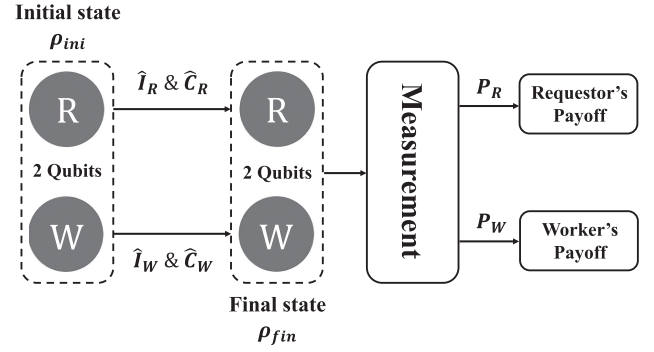 Initial state
ρ_ini
R
2 Qubits
W
Î_R & Ĉ_R
Î_W & Ĉ_W
R
2 Qubits
W
Final state
ρ_fin
Measurement
P_R
Requestor's
Payoff
P_W
Worker's
Payoff